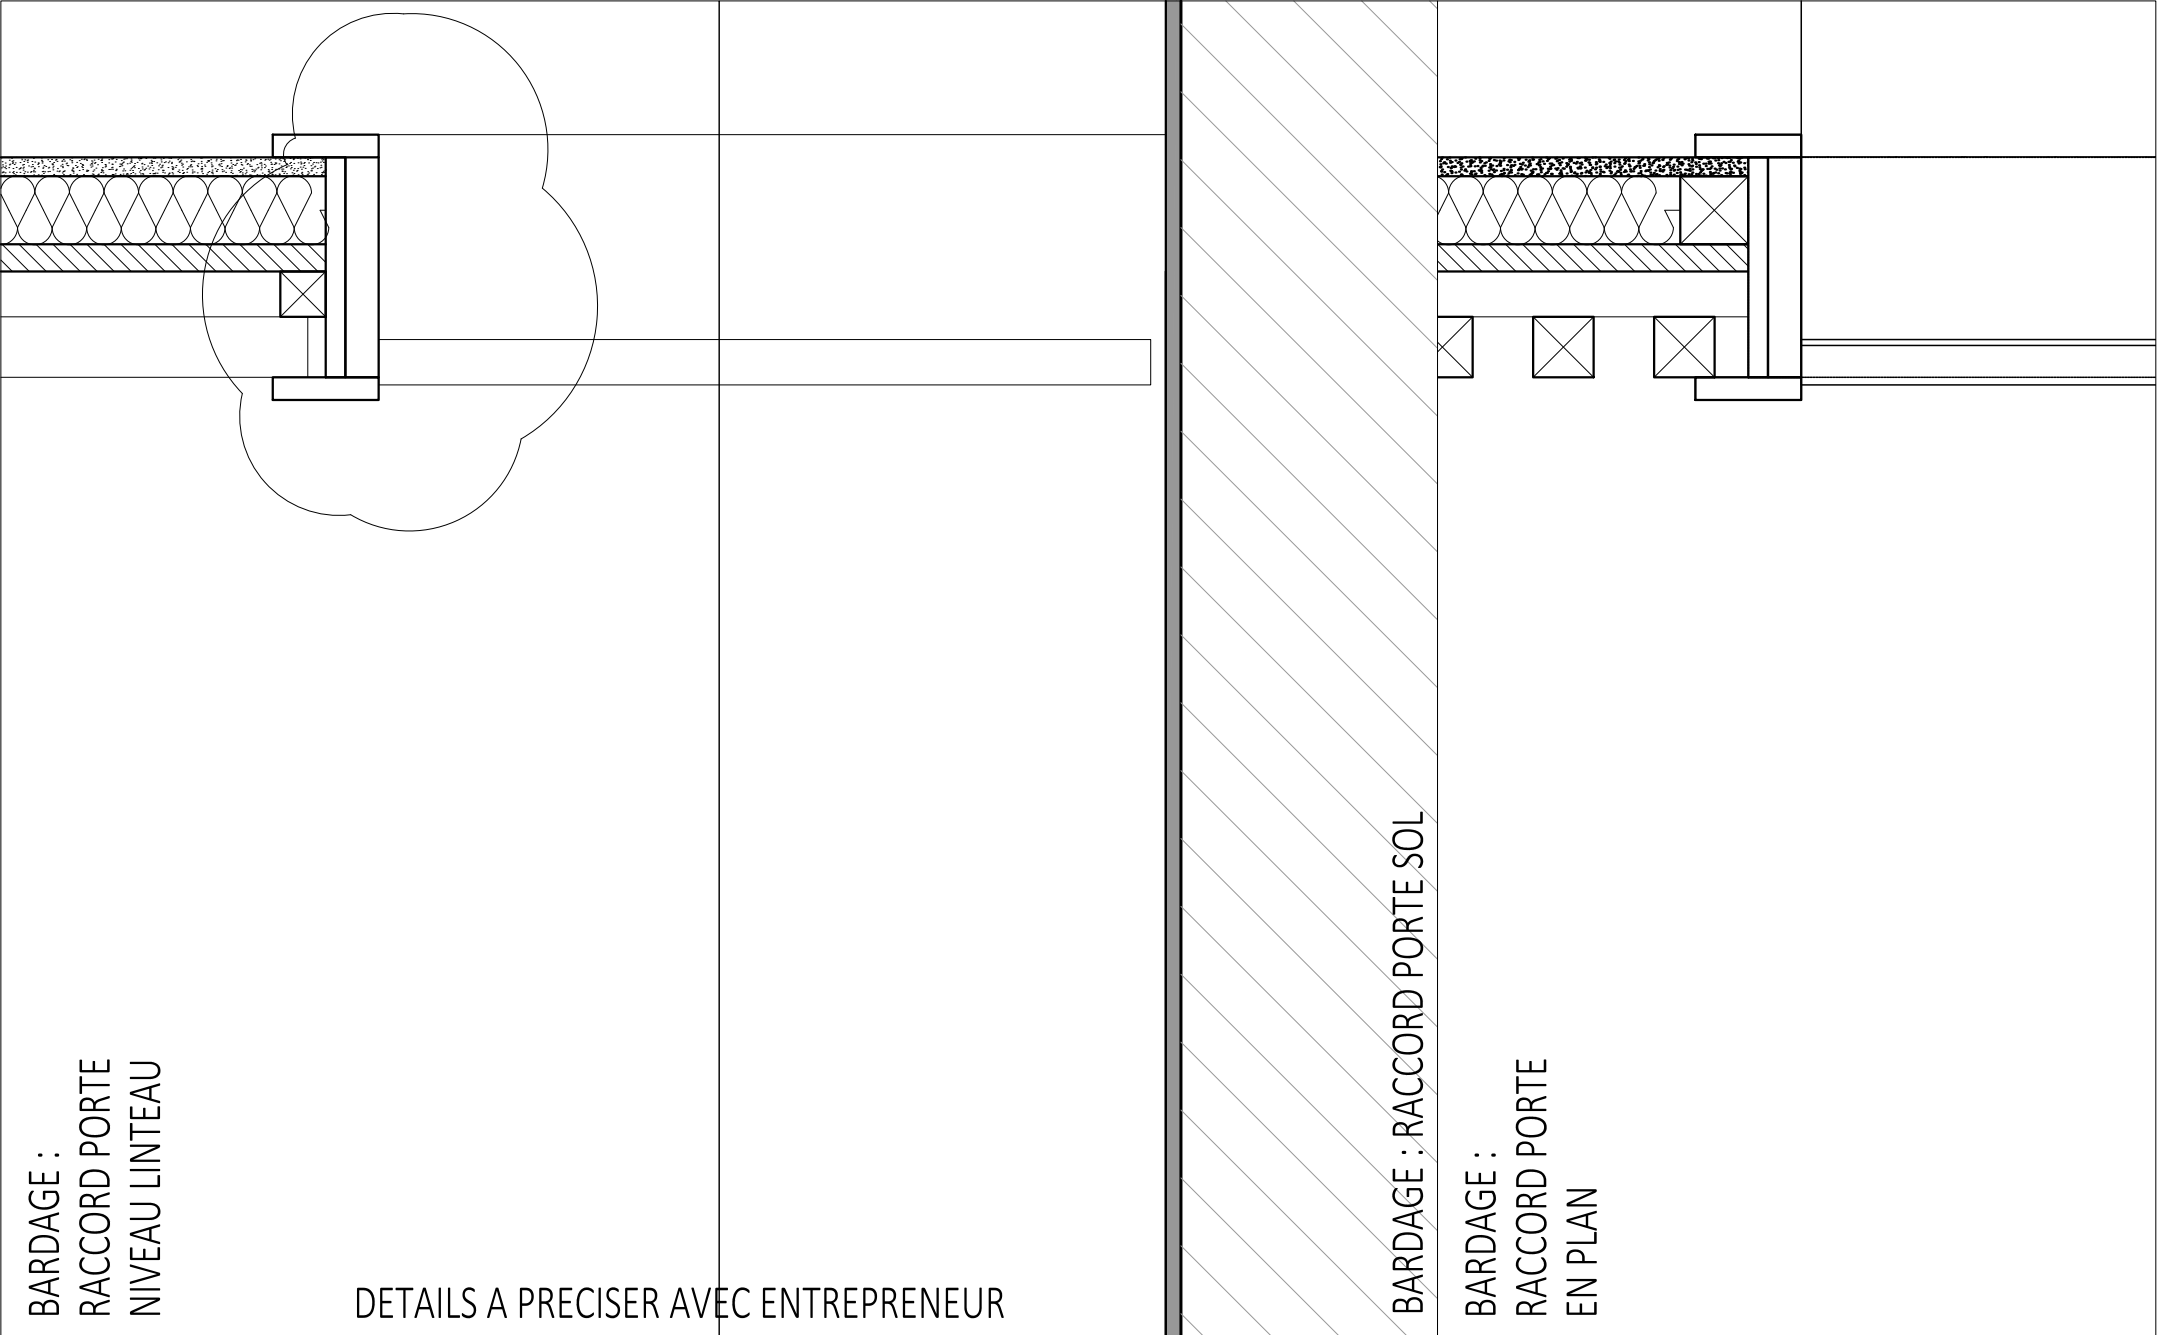 BARDAGE :
RACCORD PORTE
NIVEAU LINTEAU
DETAILS A PRECISER AVEC ENTREPRENEUR
BARDAGE : RACCORD PORTE SOL
BARDAGE :
RACCORD PORTE
EN PLAN